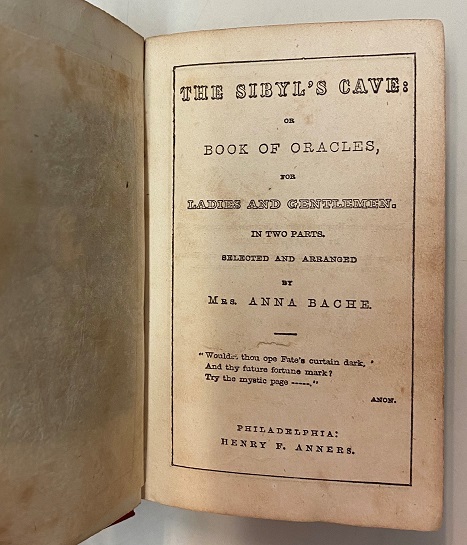 THE SIBYL'S CAVE:
OR
BOOK OF ORACLES,
FOR
LADIES AND GENTLEMEN.
IN TWO PARTS.
SELECTED AND ARRANGED
BY
MRS. ANNA BACHE.
"Wouldst thou ope Fate's curtain dark,
And thy future fortune mark?
Try the mystic page -----."
ANON.
PHILADELPHIA:
HENRY F. ANNERS.